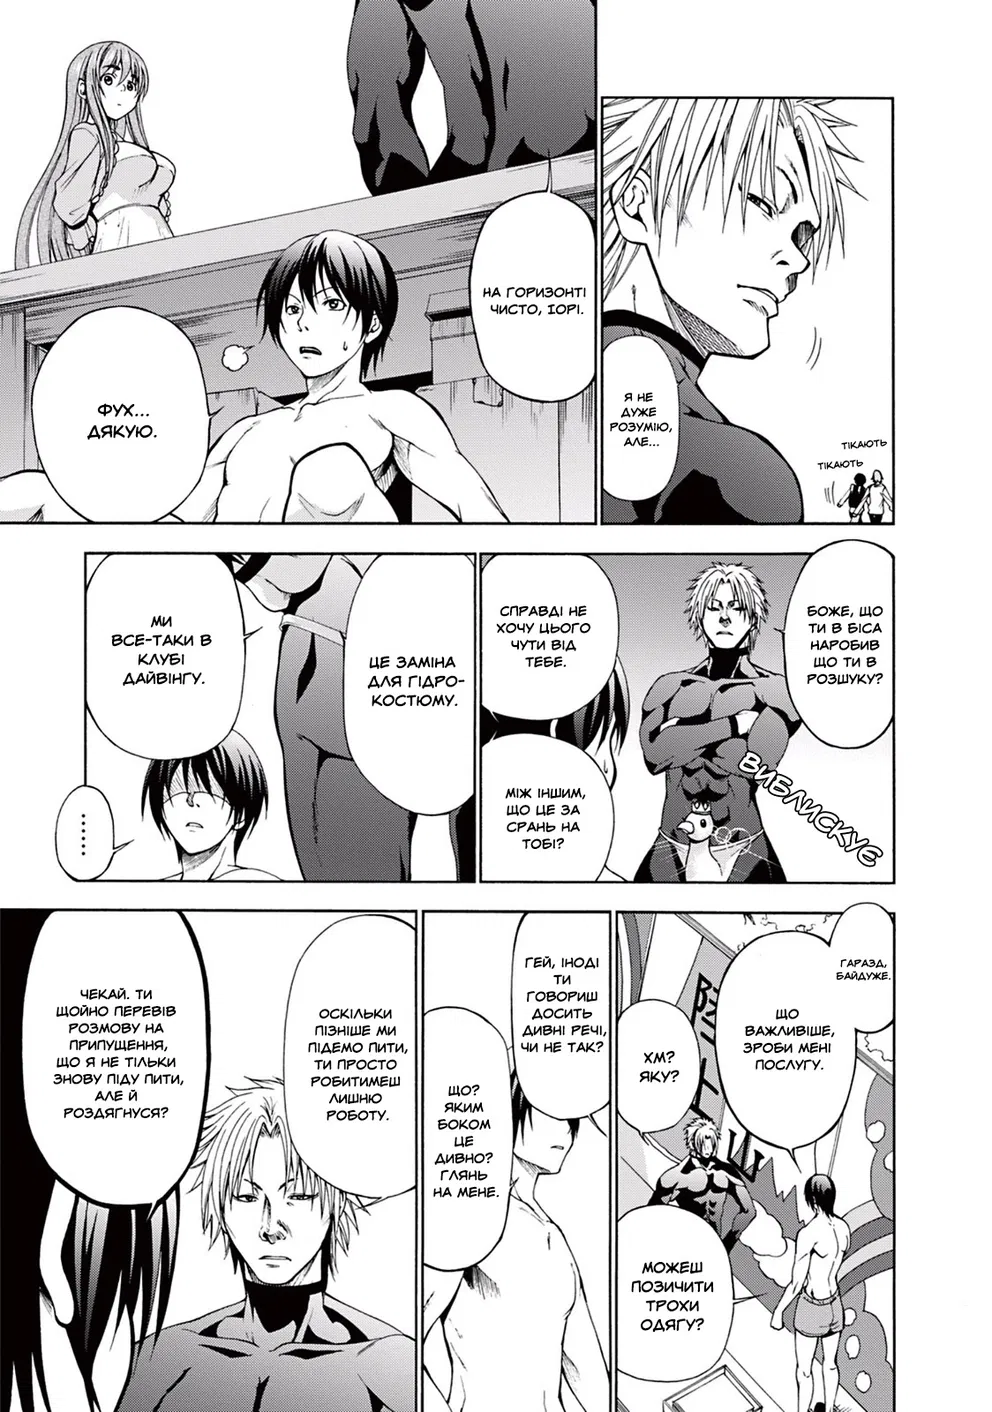 Я НЕ
ДУЖЕ
РОЗУМІЮ,
АЛЕ...
ТІКАЮТЬ
ТІКАЮТЬ
НА ГОРИЗОНТІ
ЧИСТО, ІОРІ.
ФУХ...
ДЯКУЮ.
БОЖЕ, ЩО
ТИ В БІСА
НАРОБИВ
ЩО ТИ В
РОЗШУКУ?
СПРАВДІ НЕ
ХОЧУ ЦЬОГО
ЧУТИ ВІД
ТЕБЕ.
ВИБЛИСКУЄ
МІЖ ІНШИМ,
ЩО ЦЕ ЗА
СРАНЬ НА
ТОБІ?
ЦЕ ЗАМІНА
ДЛЯ ГІДРО-
КОСТЮМУ.
МИ
ВСЕ-ТАКИ В
КЛУБІ
ДАЙВІНГУ.
......
ГАРАЗД,
БАЙДУЖЕ.
ЩО
ВАЖЛИВІШЕ,
ЗРОБИ МЕНІ
ПОСЛУГУ.
ХМ?
ЯКУ?
МОЖЕШ
ПОЗИЧИТИ
ТРОХИ
ОДЯГУ?
ГЕЙ, ІНОДІ
ТИ
ГОВОРИШ
ДОСИТЬ
ДИВНІ РЕЧІ,
ЧИ НЕ ТАК?
ЩО?
ЯКИМ
БОКОМ
ЦЕ
ДИВНО?
ГЛЯНЬ
НА МЕНЕ.
ОСКІЛЬКИ
ПІЗНІШЕ МИ
ПІДЕМО ПИТИ,
ТИ ПРОСТО
РОБИТИМЕШ
ЛИШНЮ
РОБОТУ.
ЧЕКАЙ. ТИ
ЩОЙНО ПЕРЕВІВ
РОЗМОВУ НА
ПРИПУЩЕННЯ,
ЩО Я НЕ ТІЛЬКИ
ЗНОВУ ПІДУ ПИТИ,
АЛЕ Й
РОЗДЯГНУСЯ?